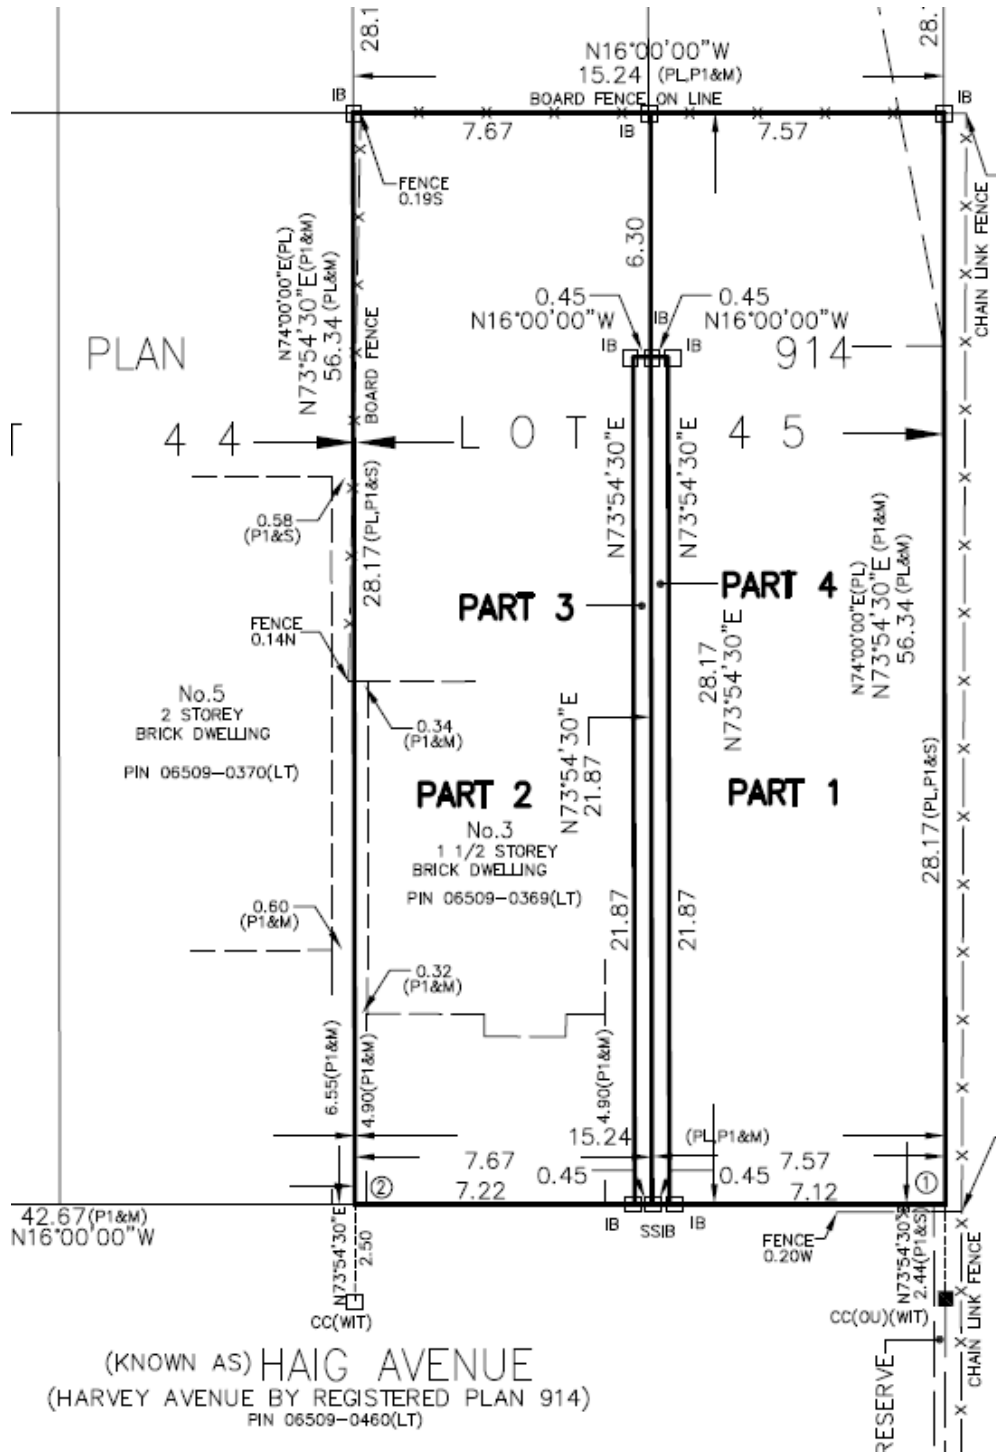 28.1
28.1
N16°00'00"W
15.24 (PL,P1&M)
BOARD FENCE ON LINE
IB
IB
IB
7.67
7.57
FENCE
0.19S
CHAIN LINK FENCE
N74°00'00"E(PL)
N73°54'30"E(P1&M)
56.34 (PL&M)
BOARD FENCE
6.30
0.45
N16°00'00"W
0.45
N16°00'00"W
IB
IB
IB
PLAN
914
T 44
LOT 45
N73°54'30"E
N73°54'30"E
0.58
(P1&S)
28.17(PL,P1&S)
PART 3
PART 4
28.17
N73°54'30"E
N74°00'00"E(PL)
N73°54'30"E(P1&M)
56.34 (PL&M)
FENCE
0.14N
No.5
2 STOREY
BRICK DWELLING
PIN 06509-0370(LT)
0.34
(P1&M)
N73°54'30"E
21.87
PART 2
PART 1
28.17(PL,P1&S)
No.3
1 1/2 STOREY
BRICK DWELLING
PIN 06509-0369(LT)
0.60
(P1&M)
21.87
21.87
0.32
(P1&M)
6.55(P1&M)
4.90(P1&M)
4.90(P1&M)
15.24 (PL,P1&M)
7.67
7.57
0.45
0.45
2
7.22
7.12
1
42.67(P1&M)
N16°00'00"W
IB
SSIB
IB
N73°54'30"E
2.50
FENCE
0.20W
N73°54'30"E
2.44(P1&S)
CC(WIT)
CC(OU)(WIT)
CHAIN LINK FENCE
RESERVE
(KNOWN AS) HAIG AVENUE
(HARVEY AVENUE BY REGISTERED PLAN 914)
PIN 06509-0460(LT)